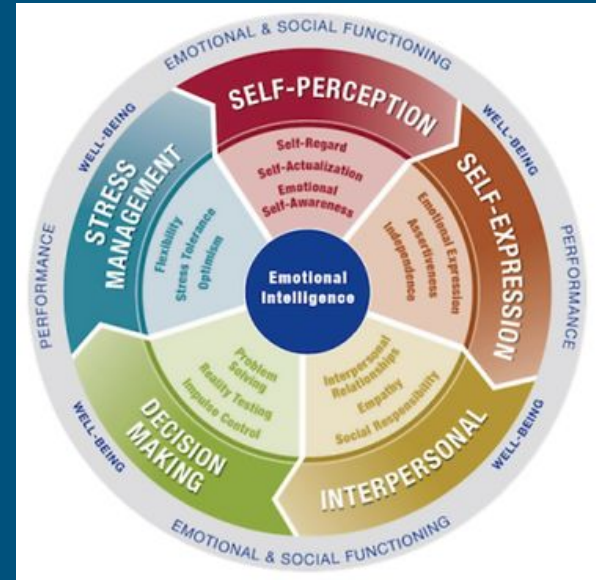 EMOTIONAL & SOCIAL FUNCTIONING
WELL-BEING
PERFORMANCE
WELL-BEING
EMOTIONAL & SOCIAL FUNCTIONING
WELL-BEING
PERFORMANCE
WELL-BEING
SELF-PERCEPTION
Self-Regard
Self-Actualization
Emotional
Self-Awareness
SELF-EXPRESSION
Emotional Expression
Assertiveness
Independence
INTERPERSONAL
Interpersonal
Relationships
Empathy
Social Responsibility
DECISION
MAKING
Problem
Solving
Reality Testing
Impulse Control
STRESS
MANAGEMENT
Flexibility
Stress Tolerance
Optimism
Emotional
Intelligence